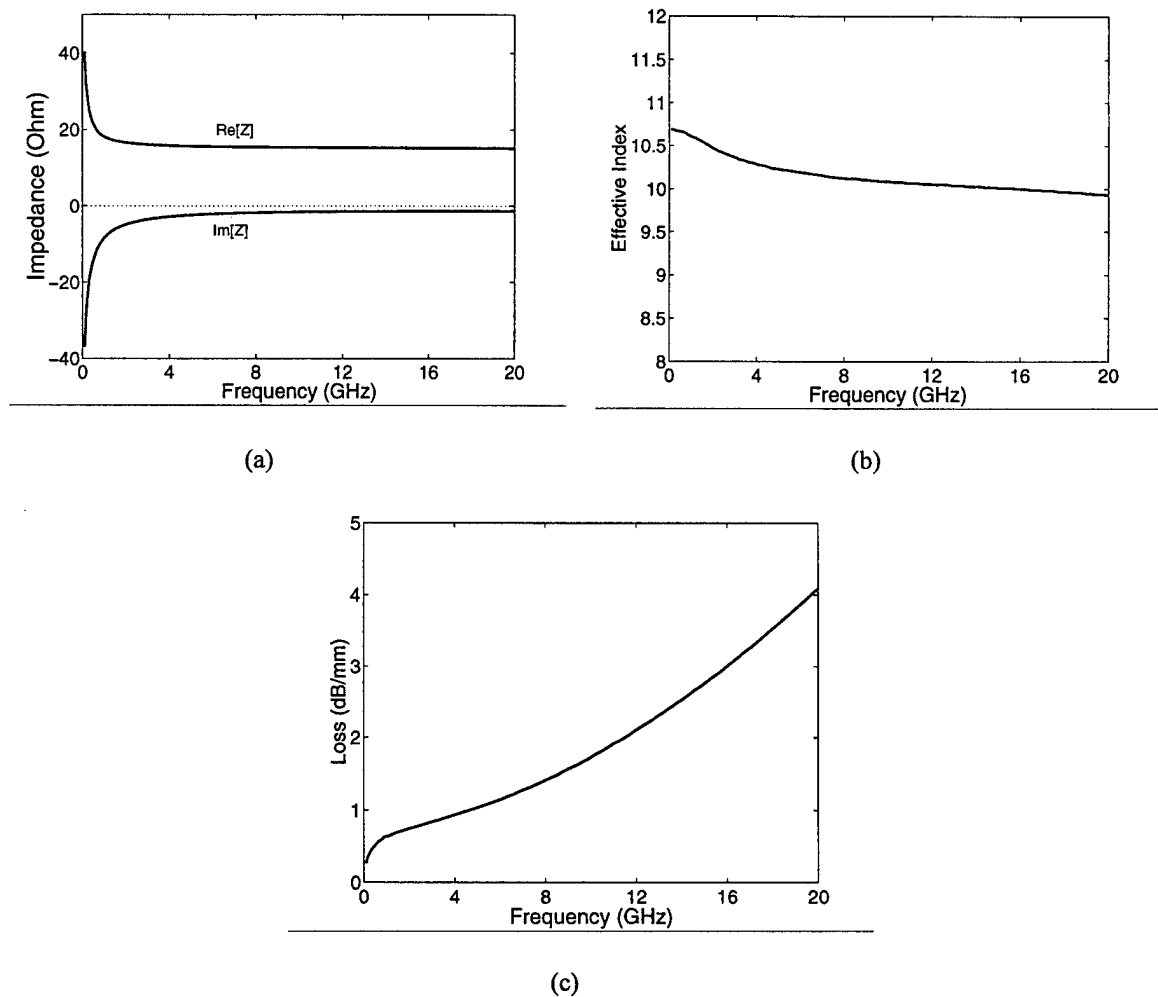 Impedance (Ohm)
40
20
0
−20
−40
Re[Z]
Im[Z]
0 4 8 12 16 20
Frequency (GHz)
(a)
Effective Index
12
11.5
11
10.5
10
9.5
9
8.5
8
0 4 8 12 16 20
Frequency (GHz)
(b)
Loss (dB/mm)
5
4
3
2
1
0
0 4 8 12 16 20
Frequency (GHz)
(c)